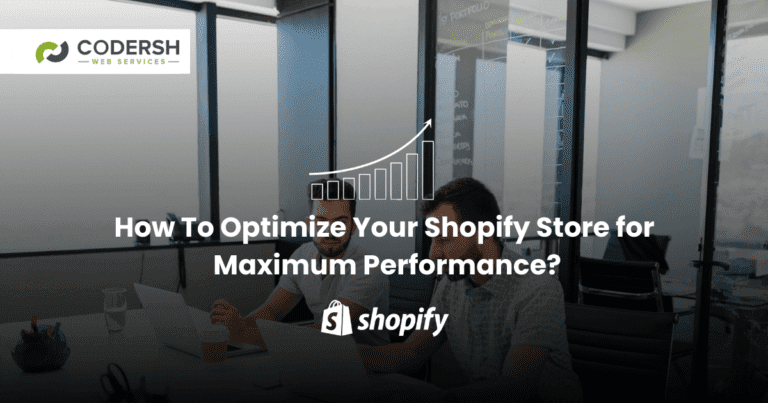 CODERSH
WEB SERVICES
How To Optimize Your Shopify Store for
Maximum Performance?
shopify